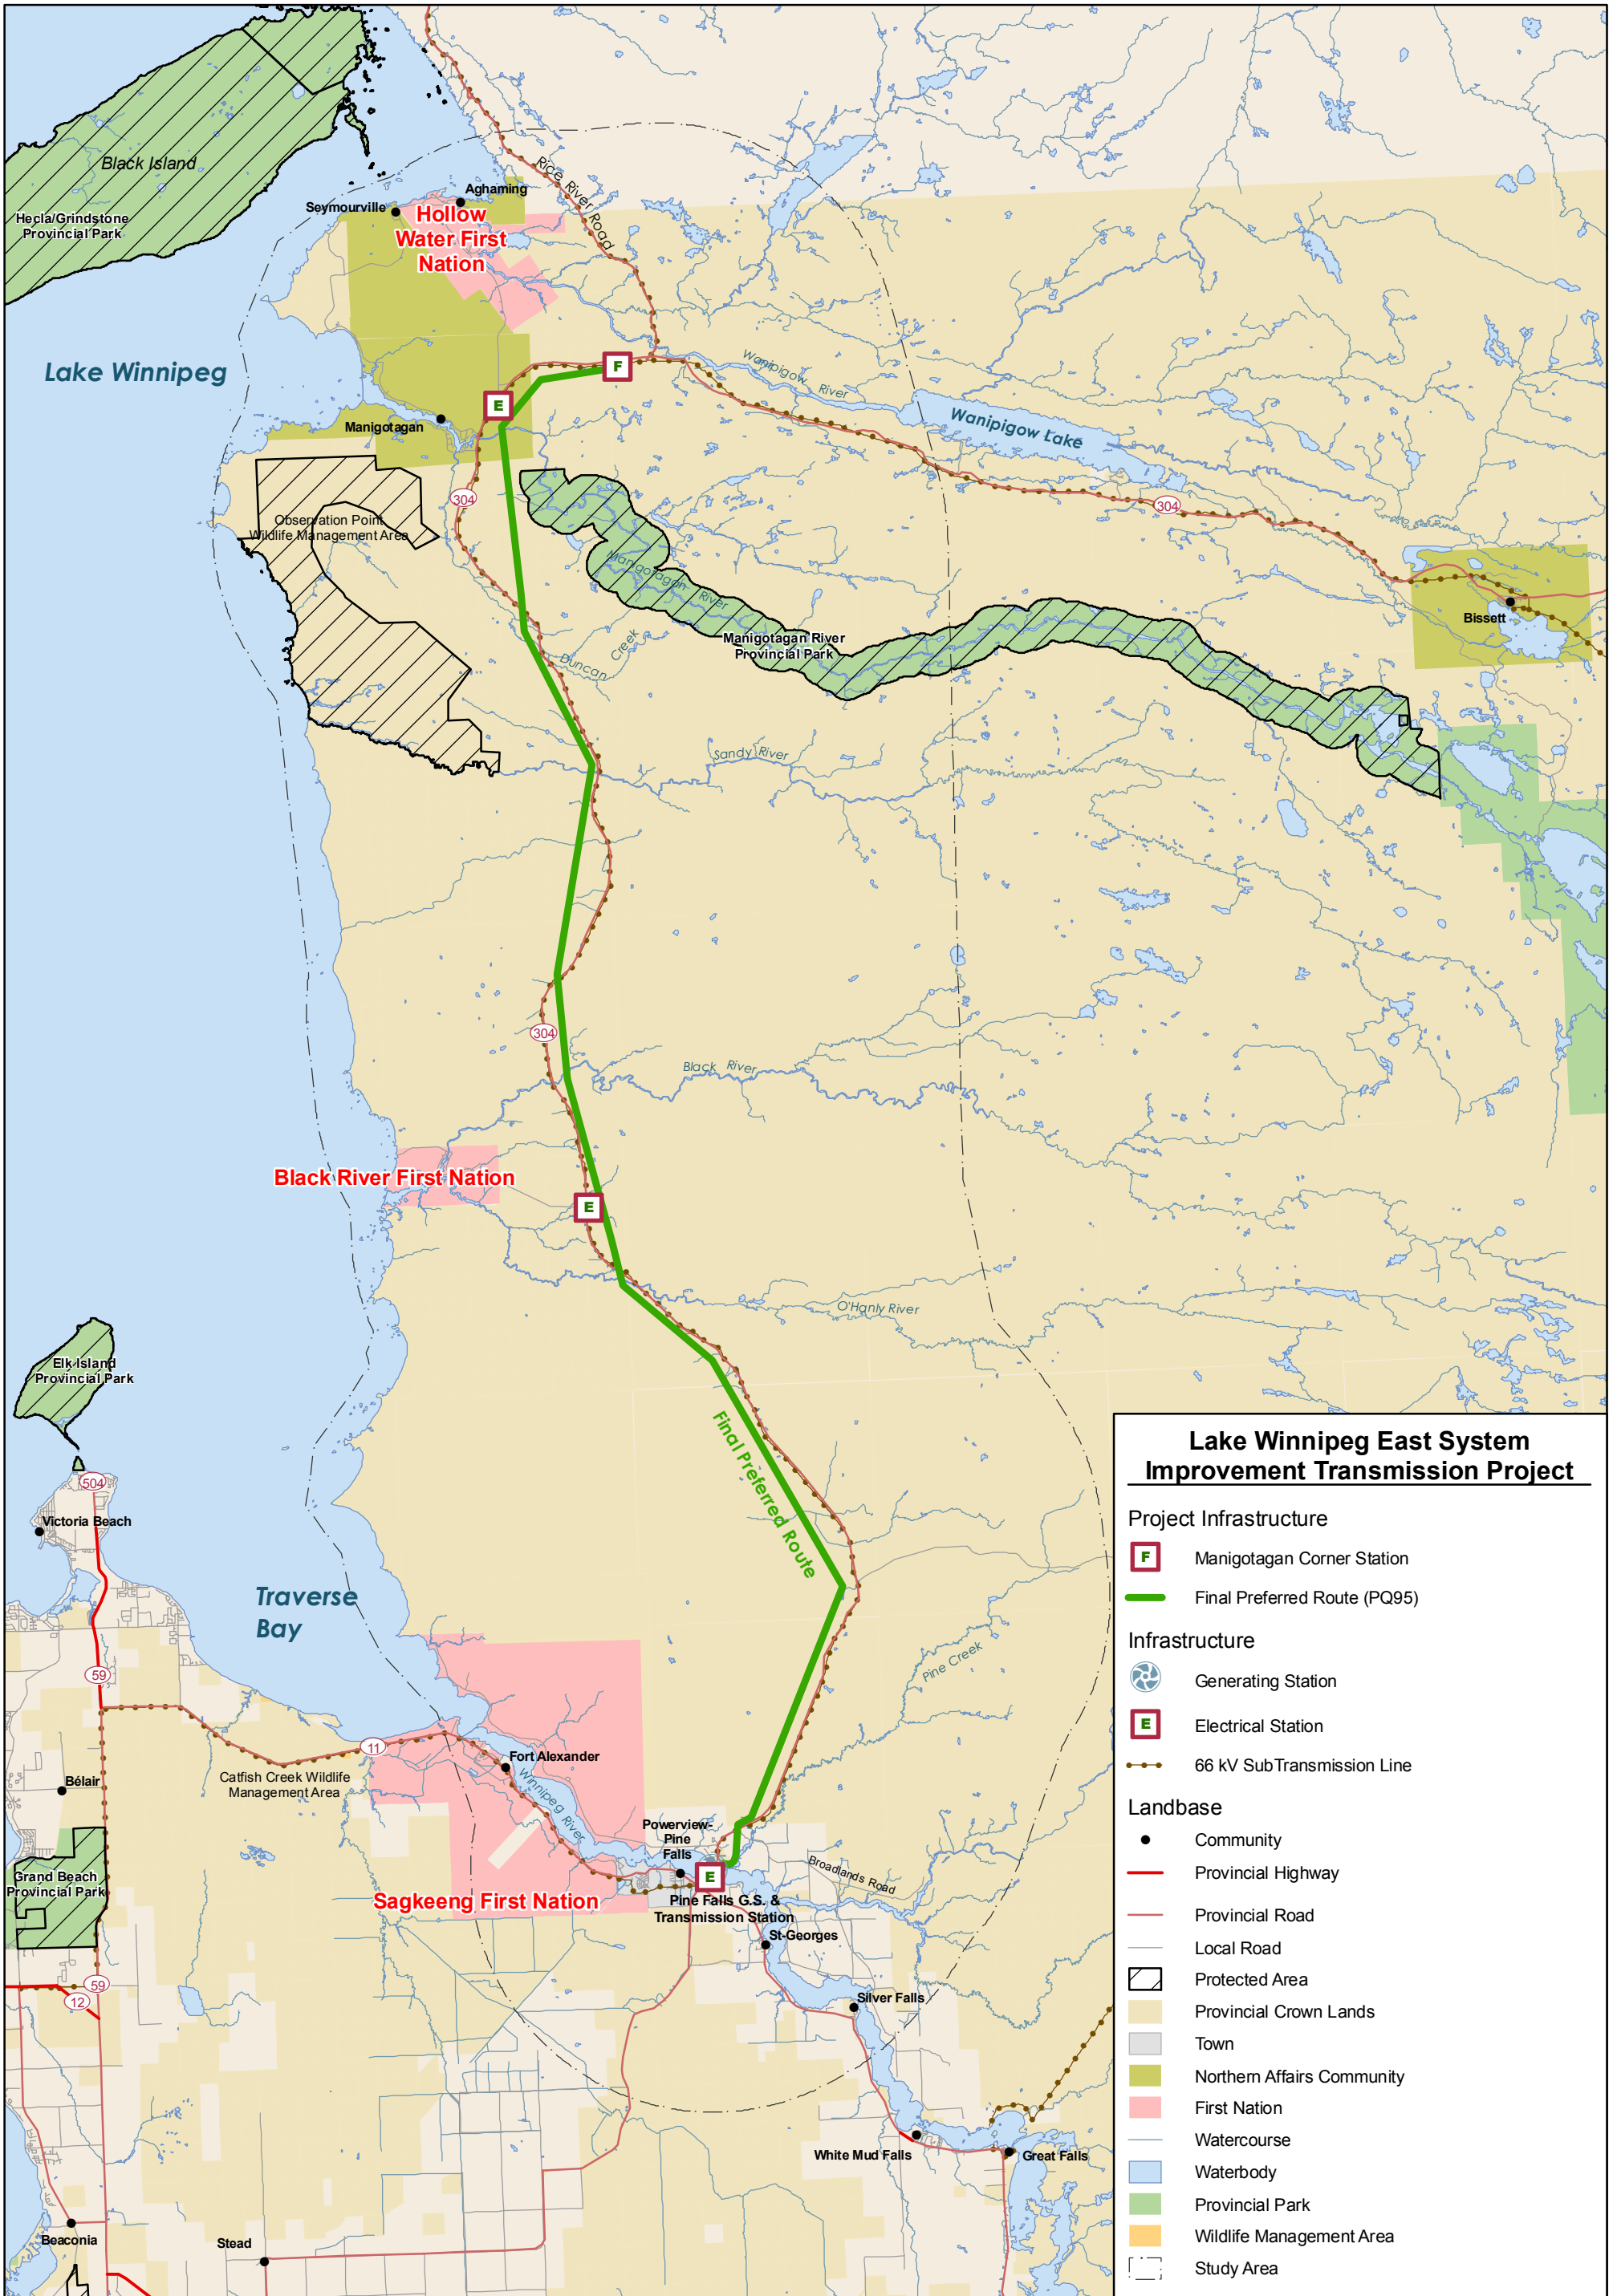 Black Island
Hecla/Grindstone
Provincial Park
Rice River Road
Aghaming
Seymourville
Hollow
Water First
Nation
Lake Winnipeg
F
Wanipigow River
E
Wanipigow Lake
Manigotagan
304
304
Observation Point
Wildlife Management Area
Manigotagan River
Bissett
Manigotagan River
Provincial Park
Duncan Creek
Sandy River
304
Black River
Black River First Nation
E
O'Hanly River
Elk Island
Provincial Park
Final Preferred Route
504
Victoria Beach
Traverse
Bay
Pine Creek
59
11
Fort Alexander
Catfish Creek Wildlife
Management Area
Bélair
Winnipeg River
Powerview-
Pine
Falls
Broadlands Road
Grand Beach
Provincial Park
E
Sagkeeng First Nation
Pine Falls G.S. &
Transmission Station
St-Georges
59
12
Silver Falls
White Mud Falls
Great Falls
Beaconia
Stead
Lake Winnipeg East System
Improvement Transmission Project
Project Infrastructure
F Manigotagan Corner Station
Final Preferred Route (PQ95)
Infrastructure
Generating Station
E Electrical Station
66 kV SubTransmission Line
Landbase
Community
Provincial Highway
Provincial Road
Local Road
Protected Area
Provincial Crown Lands
Town
Northern Affairs Community
First Nation
Watercourse
Waterbody
Provincial Park
Wildlife Management Area
Study Area